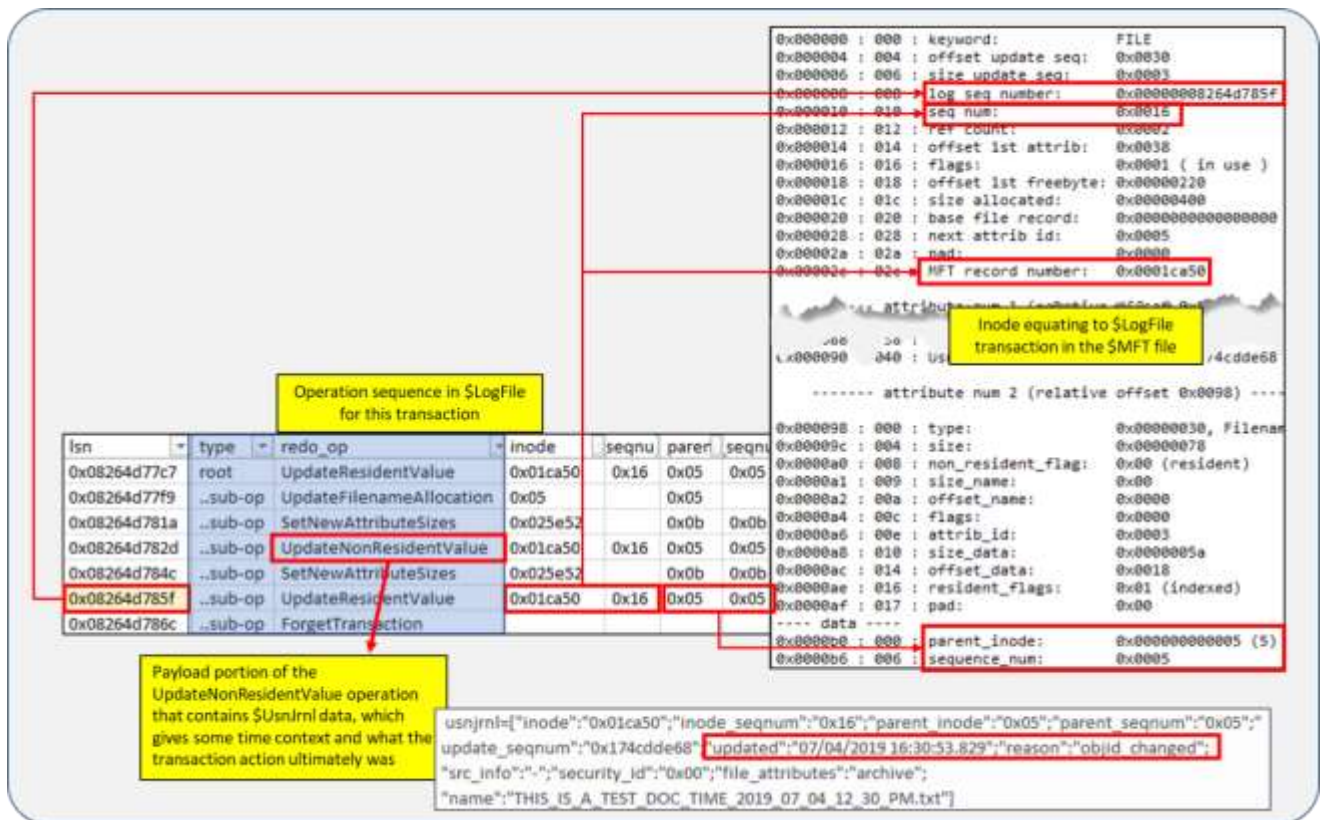 0x000000 : 000 : keyword: FILE
0x000004 : 004 : offset update seq: 0x0030
0x000006 : 006 : size update seq: 0x0003
0x000008 : 008 log seq number: 0x00000008264d785f
0x000010 : 010 seq num: 0x0016
0x000012 : 012 : ref count: 0x0002
0x000014 : 014 : offset 1st attrib: 0x0038
0x000016 : 016 : flags: 0x0001 ( in use )
0x000018 : 018 : offset 1st freebyte: 0x00000220
0x00001c : 01c : size allocated: 0x00000400
0x000020 : 020 : base file record: 0x0000000000000000
0x000028 : 028 : next attrib id: 0x0005
0x00002a : 02a : pad: 0x0000
0x00002c : 02c MFT record number: 0x0001ca50
Inode equating to $LogFile
transaction in the $MFT file
0x000090 040 : /4cdde68
------- attribute num 2 (relative offset 0x0098) ----
0x000098 : 000 : type: 0x00000030, Filenam
0x00009c : 004 : size: 0x00000078
0x0000a0 : 008 : non_resident_flag: 0x00 (resident)
0x0000a1 : 009 : size_name: 0x00
0x0000a2 : 00a : offset_name: 0x0000
0x0000a4 : 00c : flags: 0x0000
0x0000a6 : 00e : attrib_id: 0x0003
0x0000a8 : 010 : size_data: 0x0000005a
0x0000ac : 014 : offset_data: 0x0018
0x0000ae : 016 : resident_flags: 0x01 (indexed)
0x0000af : 017 : pad: 0x00
---- data ----
0x0000b0 : 000 : parent_inode: 0x000000000005 (5)
0x0000b6 : 006 : sequence_num: 0x0005
Operation sequence in $LogFile
for this transaction
lsn type redo_op inode seqnu paren seqnu
0x08264d77c7 root UpdateResidentValue 0x01ca50 0x16 0x05 0x05
0x08264d77f9 ..sub-op UpdateFilenameAllocation 0x05 0x05
0x08264d781a ..sub-op SetNewAttributeSizes 0x025e52 0x0b 0x0b
0x08264d782d ..sub-op UpdateNonResidentValue 0x01ca50 0x16 0x05 0x05
0x08264d784c ..sub-op SetNewAttributeSizes 0x025e52 0x0b 0x0b
0x08264d785f ..sub-op UpdateResidentValue 0x01ca50 0x16 0x05 0x05
0x08264d786c ..sub-op ForgetTransaction
Payload portion of the
UpdateNonResidentValue operation
that contains $UsnJrnl data, which
gives some time context and what the
transaction action ultimately was
usnjrnl=["inode":"0x01ca50";"inode_seqnum":"0x16";"parent_inode":"0x05";"parent_seqnum":"0x05";"
update_seqnum":"0x174cdde68";"updated":"07/04/2019 16:30:53.829";"reason":"objid_changed";
"src_info":"-";"security_id":"0x00";"file_attributes":"archive";
"name":"THIS_IS_A_TEST_DOC_TIME_2019_07_04_12_30_PM.txt"]